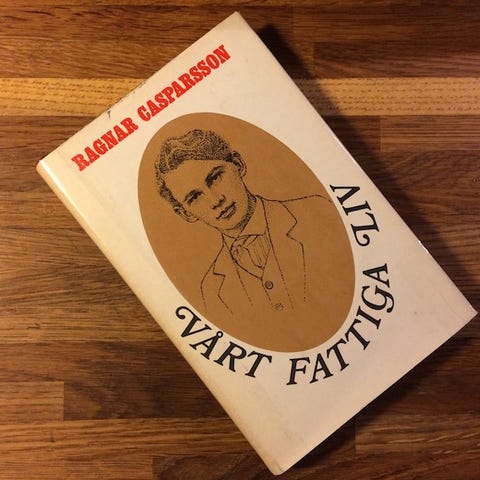 RAGNAR CASPARSSON
VÅRT FATTIGA LIV